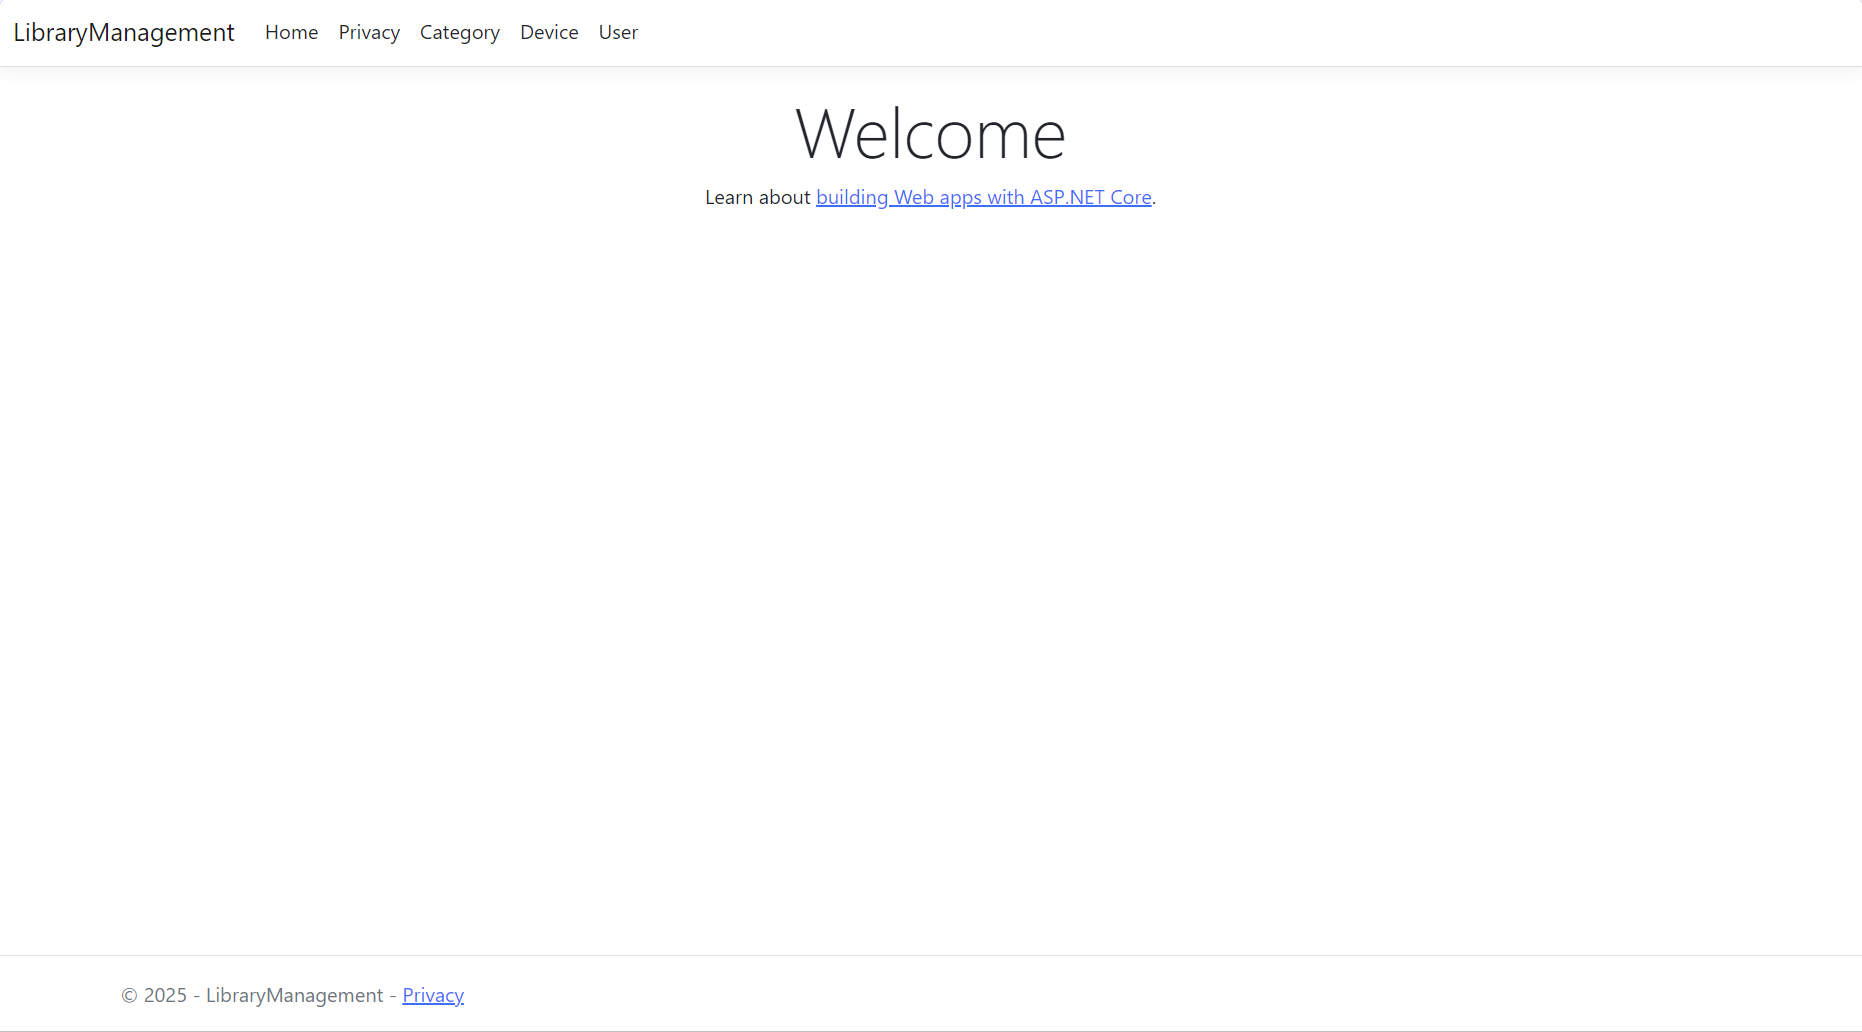 LibraryManagement Home Privacy Category Device User
Welcome
Learn about building Web apps with ASP.NET Core.
© 2025 - LibraryManagement - Privacy